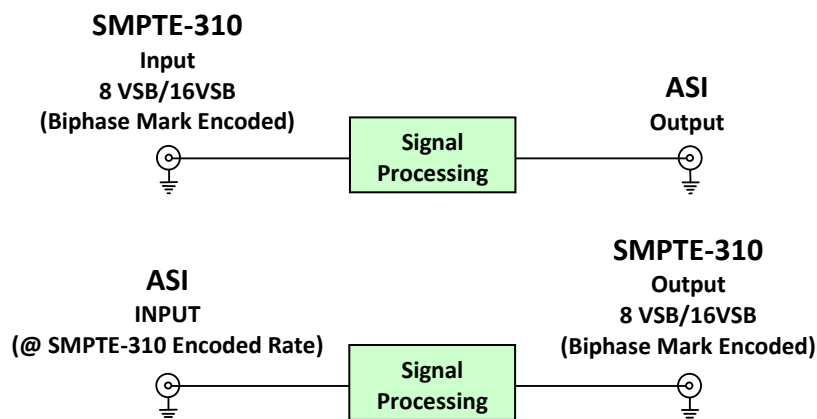 SMPTE-310
Input
8 VSB/16VSB
(Biphase Mark Encoded)
ASI
Output
Signal
Processing
ASI
INPUT
(@ SMPTE-310 Encoded Rate)
SMPTE-310
Output
8 VSB/16VSB
(Biphase Mark Encoded)
Signal
Processing